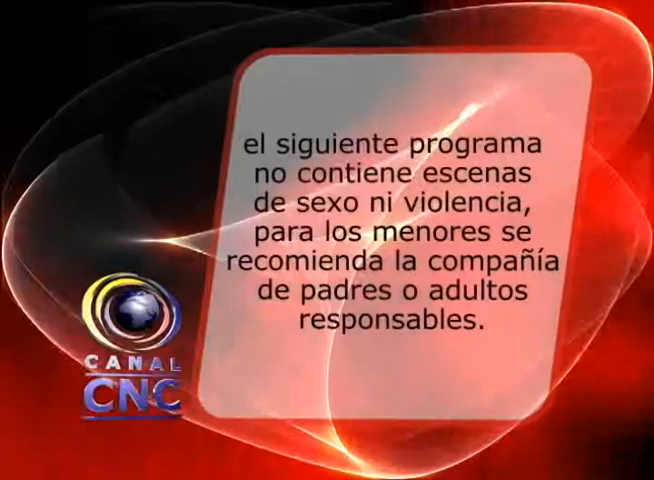 el siguiente programa
no contiene escenas
de sexo ni violencia,
para los menores se
recomienda la compañía
de padres o adultos
responsables.
CANAL
CNC